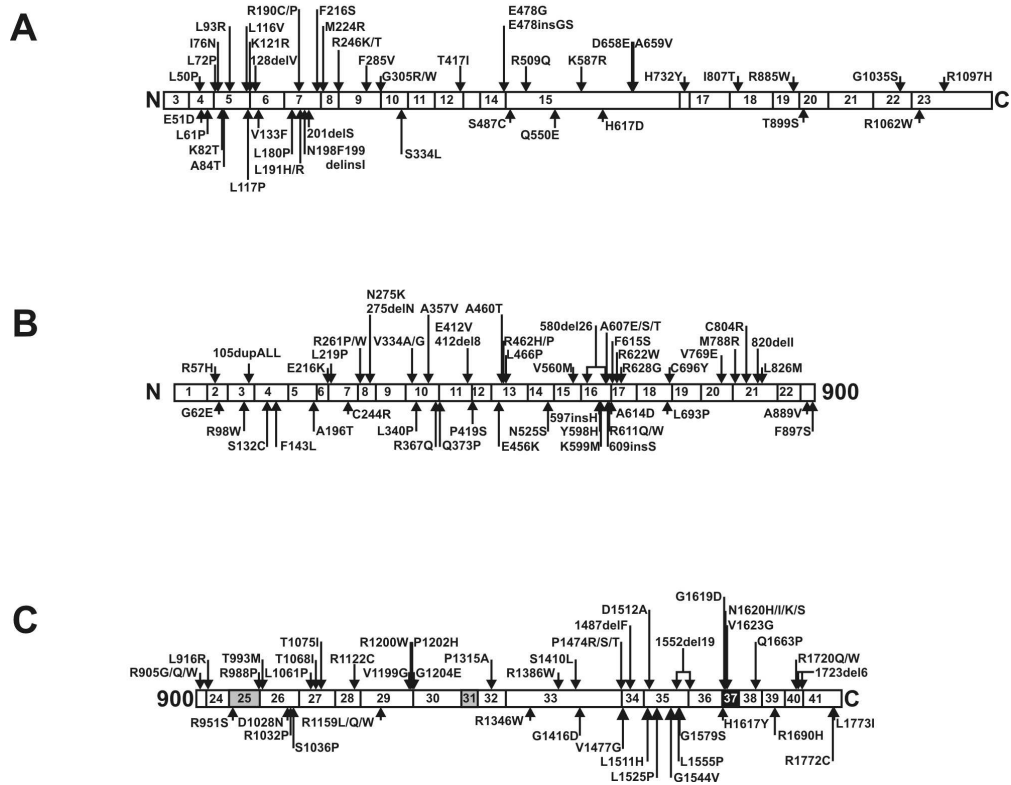 A
R190C/P
F216S
E478G
L93R
L116V
M224R
E478insGS
I76N
K121R
R246K/T
D658E
A659V
L72P
128delV
F285V
T417I
R509Q
K587R
L50P
G305R/W
H732Y
I807T
R885W
G1035S
R1097H
N 3 4 5 6 7 8 9 10 11 12 14 15 17 18 19 20 21 22 23 C
E51D
L61P
V133F
201delS
S487C
H617D
T899S
R1062W
K82T
L180P
N198F199
delinsI
S334L
Q550E
A84T
L191H/R
L117P
B
N275K
275delN
A357V
A460T
E412V
412del8
580del26
A607E/S/T
C804R
R261P/W
V334A/G
R462H/P
F615S
M788R
105dupALL
L219P
L466P
R622W
V769E
820delI
R57H
E216K
V560M
R628G
C696Y
L826M
N 1 2 3 4 5 6 7 8 9 10 11 12 13 14 15 16 17 18 19 20 21 22 900
G62E
C244R
597insH
A614D
L693P
A889V
R98W
A196T
L340P
P419S
N525S
Y598H
R611Q/W
F897S
S132C
F143L
R367Q
Q373P
E456K
K599M
609insS
C
G1619D
D1512A
N1620H/I/K/S
1487delF
V1623G
T1075I
R1200W
P1202H
P1474R/S/T
1552del19
Q1663P
L916R
T993M
T1068I
R1122C
P1315A
S1410L
R1720Q/W
R905G/Q/W
R988P
L1061P
V1199G
G1204E
R1386W
1723del6
900 24 25 26 27 28 29 30 31 32 33 34 35 36 37 38 39 40 41 C
R951S
D1028N
R1159L/Q/W
R1346W
H1617Y
L1773I
R1032P
G1416D
G1579S
R1690H
S1036P
V1477G
L1511H
L1555P
R1772C
L1525P
G1544V